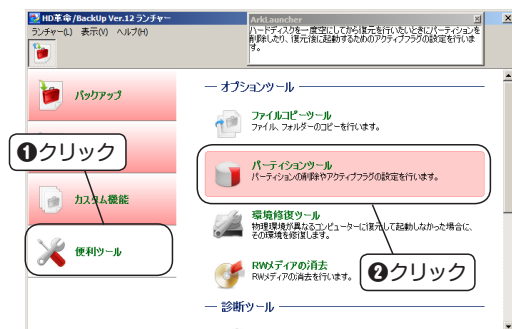 HD革命/BackUp Ver.12 ランチャー
ランチャー(L) 表示(V) ヘルプ(H)
ArkLauncher
ハードディスクを一度空にしてから復元を行いたいときにパーティションを
削除したり、復元後に起動するためのアクティブフラグの設定を行いま
す。
バックアップ
❶クリック
カスタム機能
便利ツール
オプションツール
ファイルコピーツール
ファイル、フォルダーのコピーを行います。
パーティションツール
パーティションの削除やアクティブフラグの設定を行います。
環境修復ツール
物理環境が異なるコンピューターに復元して起動しなかった場合に、
その環境を修復します。
RWメディアの消去
RWメディアの消去を行います。
❷クリック
診断ツール